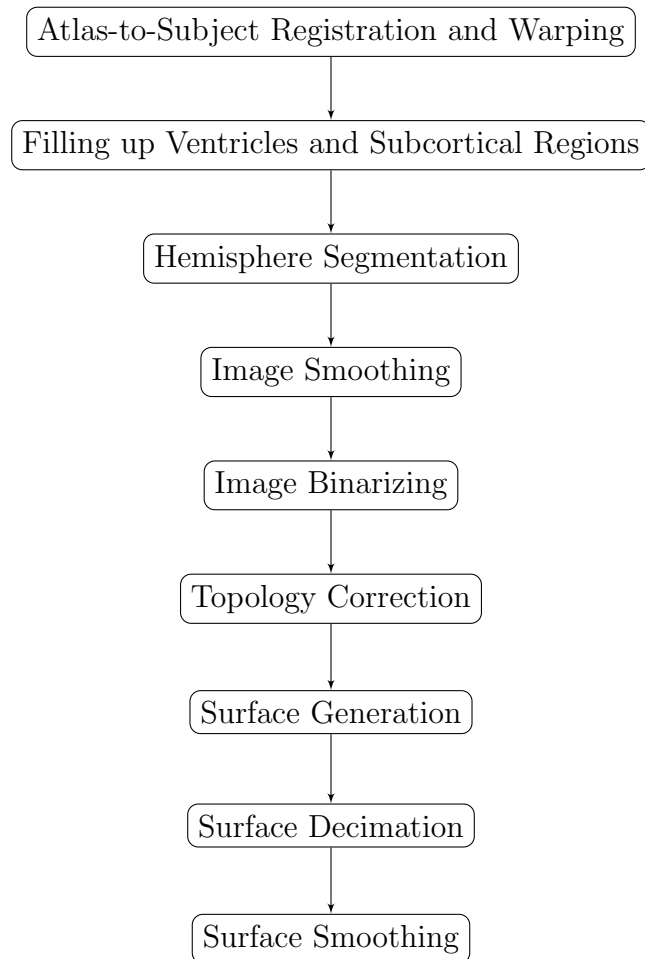 Atlas-to-Subject Registration and Warping
Filling up Ventricles and Subcortical Regions
Hemisphere Segmentation
Image Smoothing
Image Binarizing
Topology Correction
Surface Generation
Surface Decimation
Surface Smoothing